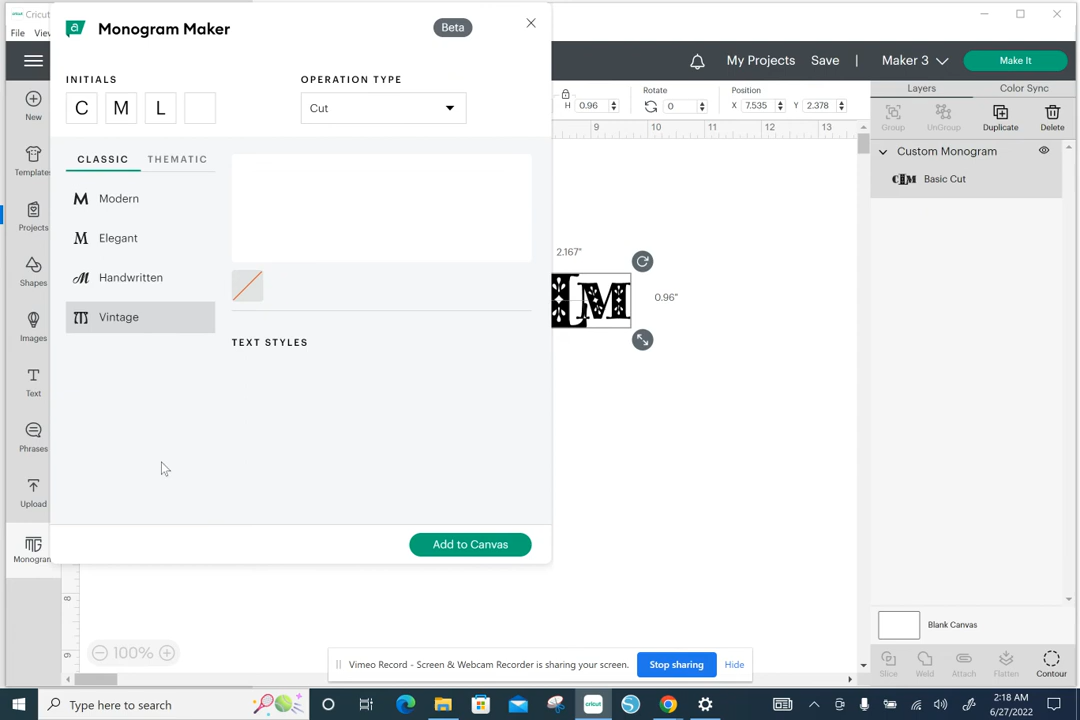 Cricut
File View
Monogram Maker
Beta
INITIALS
C M L
OPERATION TYPE
Cut
CLASSIC
THEMATIC
Modern
Elegant
Handwritten
Vintage
TEXT STYLES
Add to Canvas
My Projects
Save
|
Maker 3
Make It
H 0.96
Rotate
0
Position
X 7.535
Y 2.378
9 10 11 12 13
2.167"
0.96"
LM
New
Templates
Projects
Shapes
Images
Text
Phrases
Upload
Monogram
Layers
Color Sync
Group
UnGroup
Duplicate
Delete
Custom Monogram
CLM Basic Cut
Blank Canvas
Slice
Weld
Attach
Flatten
Contour
8
9
100%
Vimeo Record - Screen & Webcam Recorder is sharing your screen.
Stop sharing
Hide
Type here to search
cricut
2:18 AM
6/27/2022